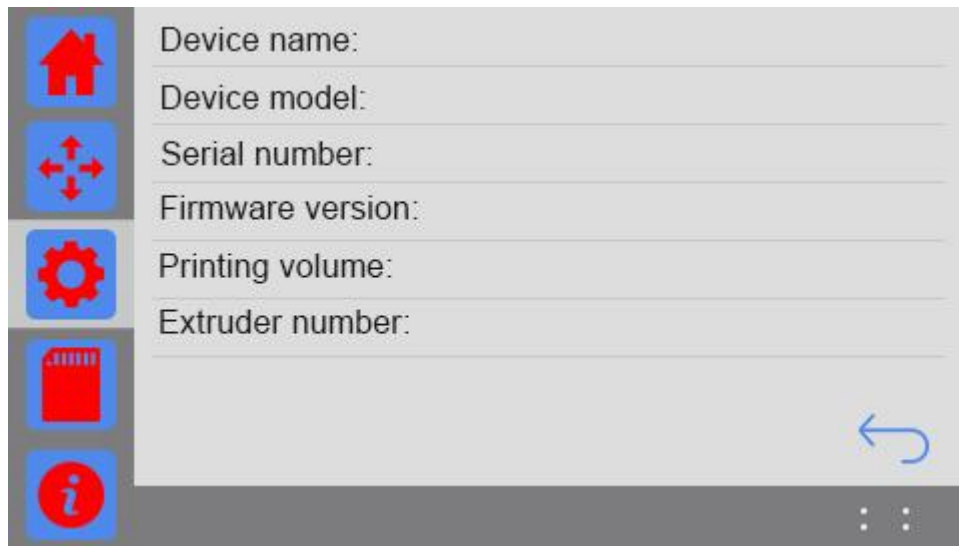 Device name:
Device model:
Serial number:
Firmware version:
Printing volume:
Extruder number:
i
: :